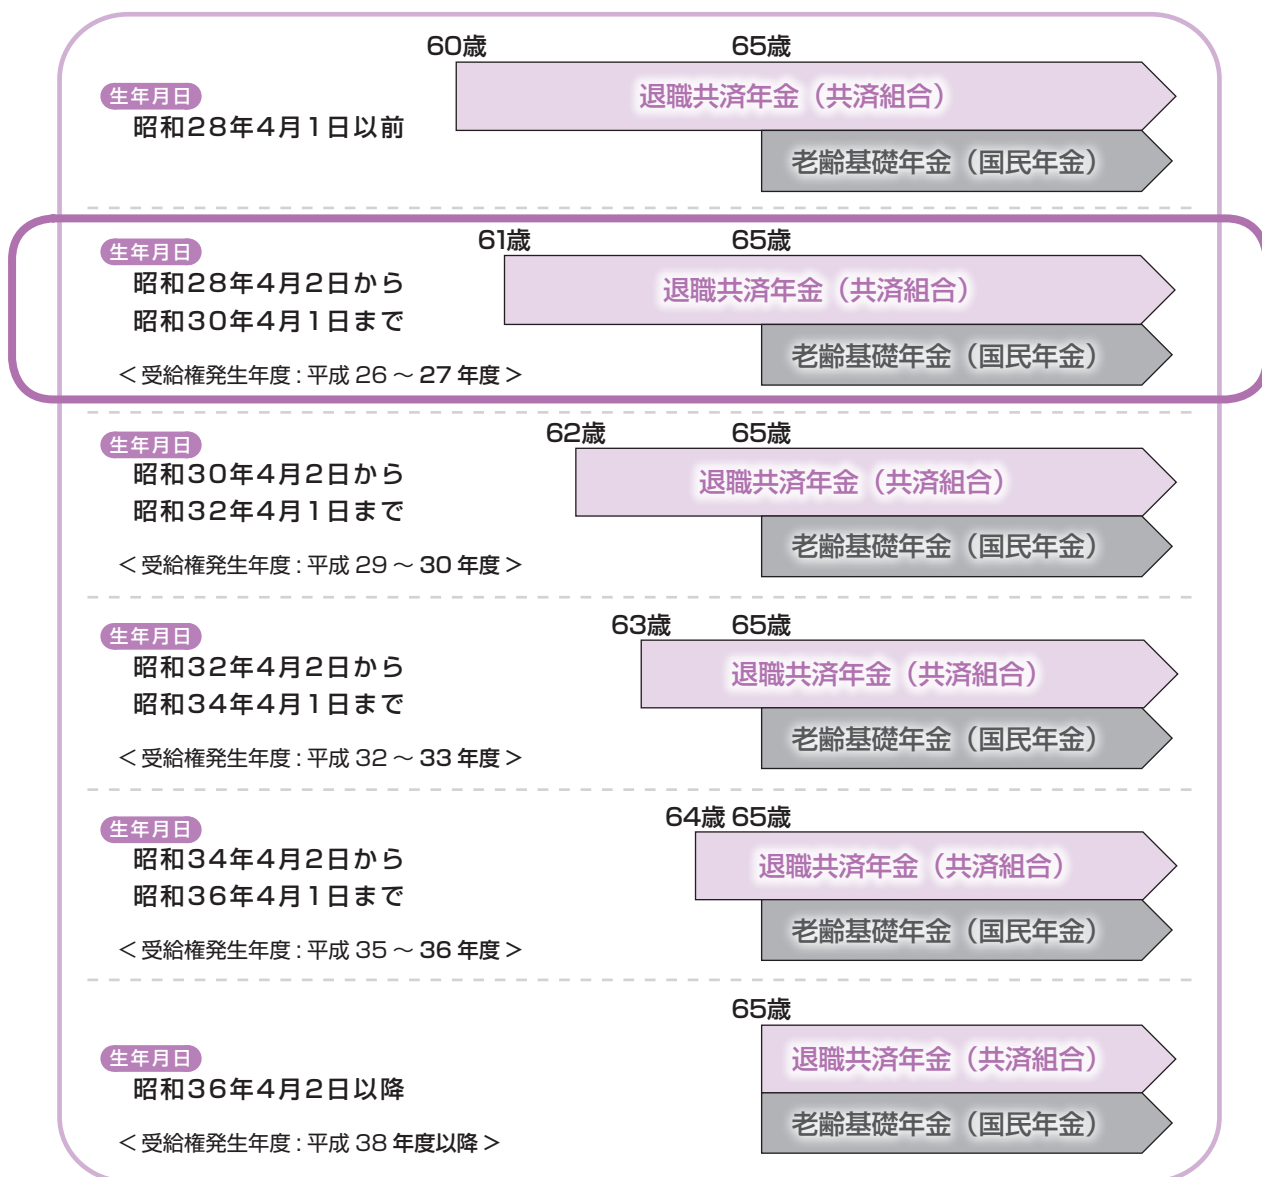 60歳 65歳
生年月日
退職共済年金（共済組合）
昭和28年4月1日以前
老齢基礎年金（国民年金）
61歳 65歳
生年月日
昭和28年4月2日から
退職共済年金（共済組合）
昭和30年4月1日まで
老齢基礎年金（国民年金）
＜受給権発生年度：平成 26 ～ 27 年度＞
62歳 65歳
生年月日
昭和30年4月2日から
退職共済年金（共済組合）
昭和32年4月1日まで
老齢基礎年金（国民年金）
＜受給権発生年度：平成 29 ～ 30 年度＞
63歳 65歳
生年月日
昭和32年4月2日から
退職共済年金（共済組合）
昭和34年4月1日まで
老齢基礎年金（国民年金）
＜受給権発生年度：平成 32 ～ 33 年度＞
64歳 65歳
生年月日
昭和34年4月2日から
退職共済年金（共済組合）
昭和36年4月1日まで
老齢基礎年金（国民年金）
＜受給権発生年度：平成 35 ～ 36 年度＞
65歳
生年月日
退職共済年金（共済組合）
昭和36年4月2日以降
老齢基礎年金（国民年金）
＜受給権発生年度：平成 38 年度以降＞